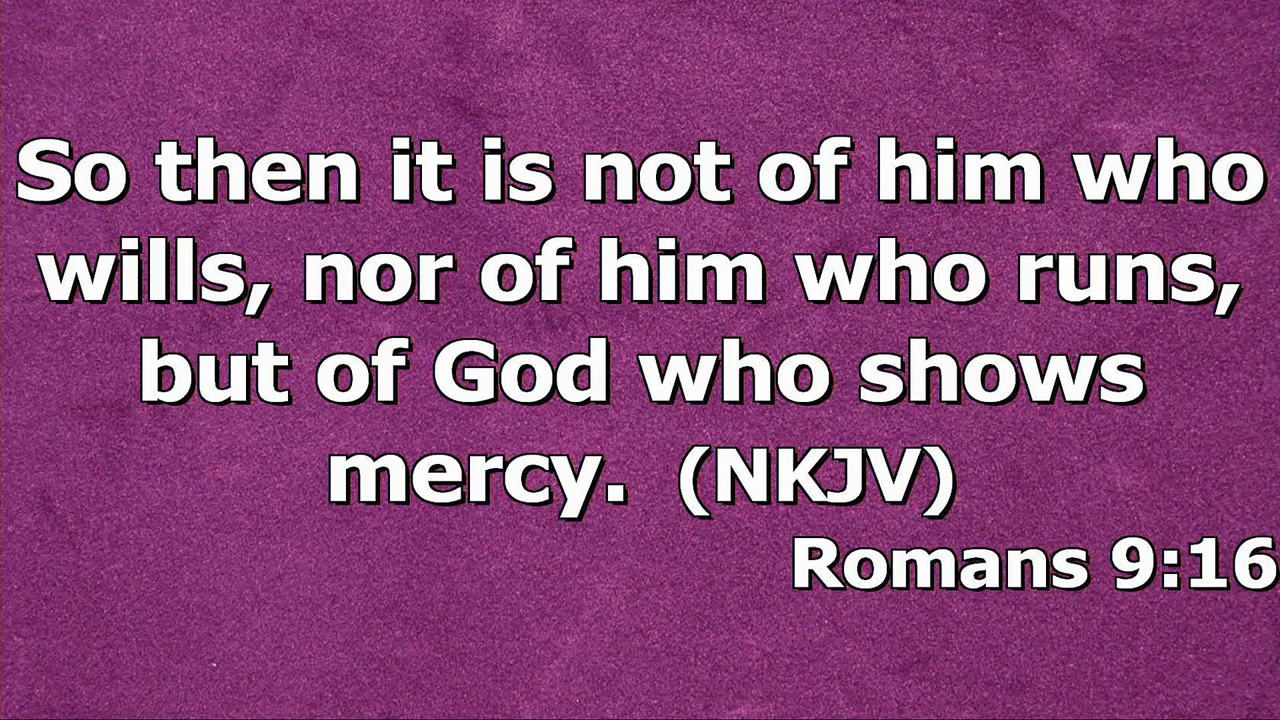 So then it is not of him who
wills, nor of him who runs,
but of God who shows
mercy.  (NKJV)
Romans 9:16